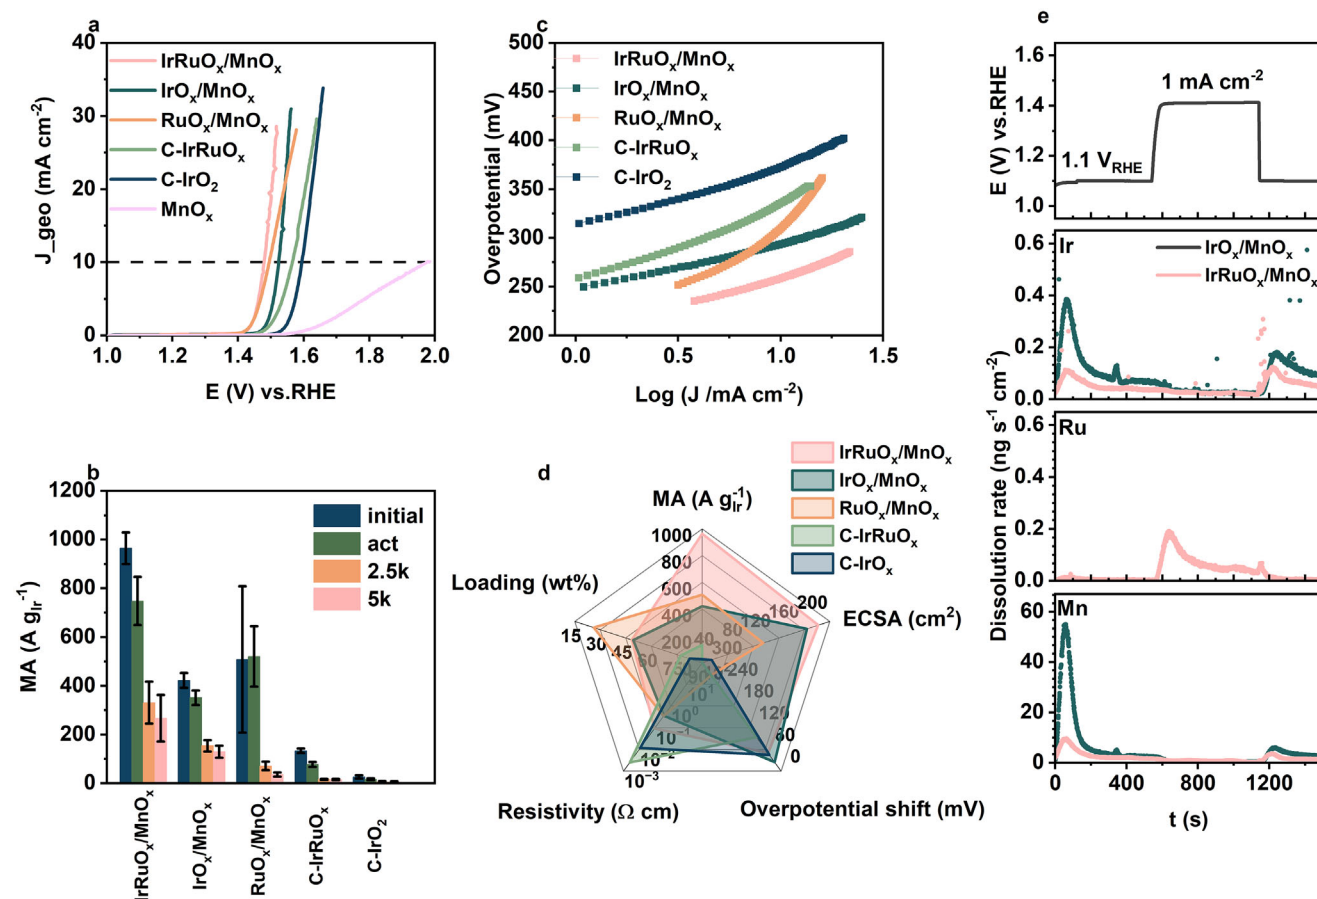 a
40
30
20
10
0
J_geo (mA cm⁻²)
IrRuOₓ/MnOₓ
IrOₓ/MnOₓ
RuOₓ/MnOₓ
C-IrRuOₓ
C-IrO₂
MnOₓ
1.0 1.2 1.4 1.6 1.8 2.0
E (V) vs.RHE
c
500
450
400
350
300
250
200
Overpotential (mV)
IrRuOₓ/MnOₓ
IrOₓ/MnOₓ
RuOₓ/MnOₓ
C-IrRuOₓ
C-IrO₂
0.0 0.5 1.0 1.5
Log (J /mA cm⁻²)
e
1.6
1.4
1.2
1.0
E (V) vs.RHE
1 mA cm⁻²
1.1 V_RHE
Ir
0.6
0.4
0.2
0.0
IrOₓ/MnOₓ
IrRuOₓ/MnOₓ
Dissolution rate (ng s⁻¹ cm⁻²)
Ru
0.6
0.4
0.2
0.0
Mn
60
40
20
0
0 400 800 1200
t (s)
b
1200
1000
800
600
400
200
0
MA (A g_Ir⁻¹)
initial
act
2.5k
5k
IrRuOₓ/MnOₓ
IrOₓ/MnOₓ
RuOₓ/MnOₓ
C-IrRuOₓ
C-IrO₂
d
IrRuOₓ/MnOₓ
IrOₓ/MnOₓ
RuOₓ/MnOₓ
C-IrRuOₓ
C-IrOₓ
MA (A g_Ir⁻¹)
1000
800
600
400
200
ECSA (cm²)
200
160
120
80
40
Overpotential shift (mV)
300
240
180
120
60
0
Resistivity (Ω cm)
10¹
10⁰
10⁻¹
10⁻²
10⁻³
Loading (wt%)
15
30
45
60
75
90